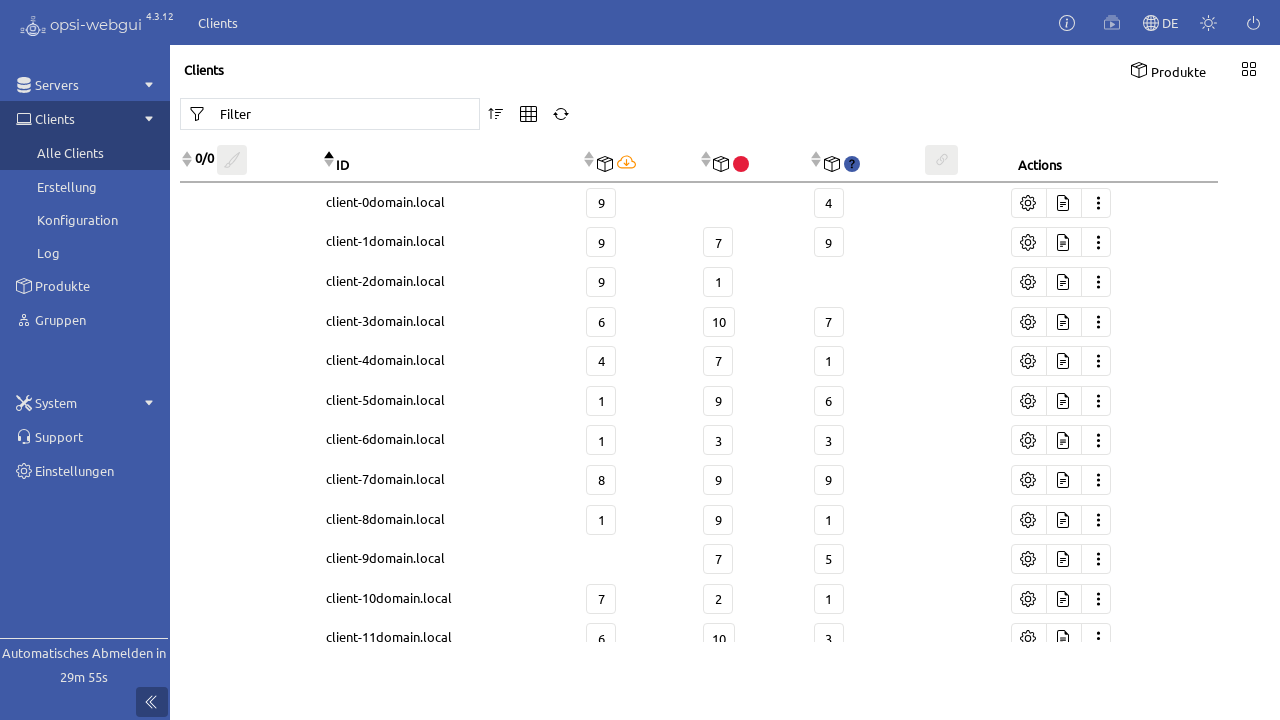 opsi-webgui 4.3.12 Clients DE
Servers
Clients
Alle Clients
Erstellung
Konfiguration
Log
Produkte
Gruppen
System
Support
Einstellungen
Automatisches Abmelden in
29m 55s
Clients Produkte
Filter
0/0 ID ? Actions
client-0domain.local 9 4
client-1domain.local 9 7 9
client-2domain.local 9 1
client-3domain.local 6 10 7
client-4domain.local 4 7 1
client-5domain.local 1 9 6
client-6domain.local 1 3 3
client-7domain.local 8 9 9
client-8domain.local 1 9 1
client-9domain.local 7 5
client-10domain.local 7 2 1
client-11domain.local 6 10 3